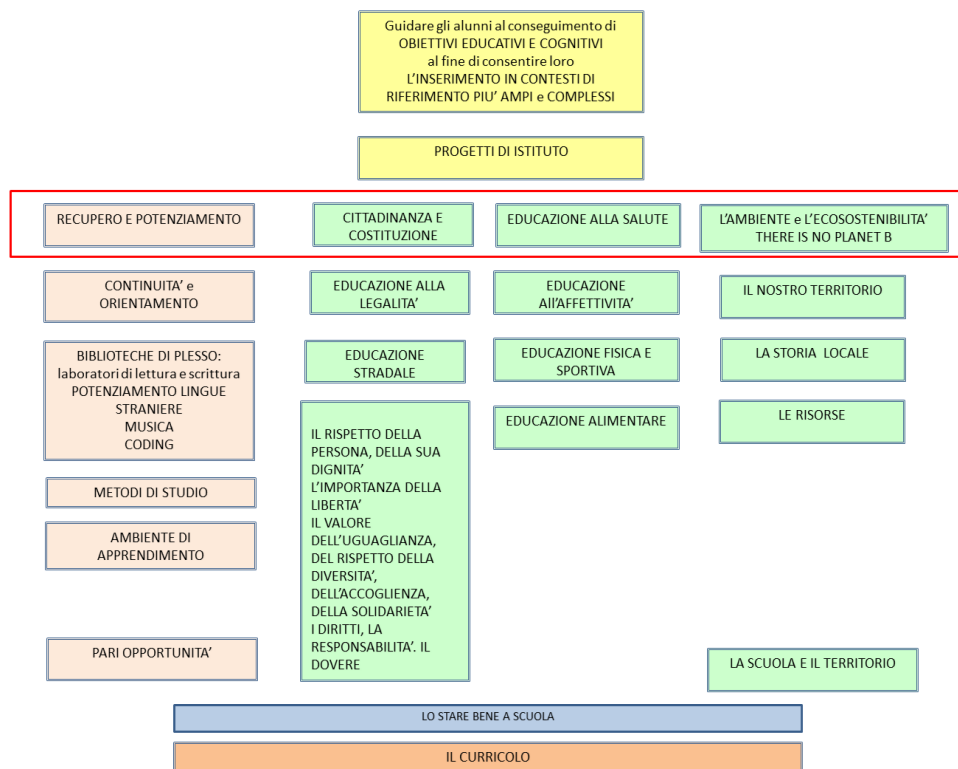 Guidare gli alunni al conseguimento di
OBIETTIVI EDUCATIVI E COGNITIVI
al fine di consentire loro
L'INSERIMENTO IN CONTESTI DI
RIFERIMENTO PIU' AMPI e COMPLESSI
PROGETTI DI ISTITUTO
RECUPERO E POTENZIAMENTO
CITTADINANZA E
COSTITUZIONE
EDUCAZIONE ALLA SALUTE
L'AMBIENTE e L'ECOSOSTENIBILITA'
THERE IS NO PLANET B
CONTINUITA' e
ORIENTAMENTO
EDUCAZIONE ALLA
LEGALITA'
EDUCAZIONE
All'AFFETTIVITA'
IL NOSTRO TERRITORIO
BIBLIOTECHE DI PLESSO:
laboratori di lettura e scrittura
POTENZIAMENTO LINGUE
STRANIERE
MUSICA
CODING
EDUCAZIONE
STRADALE
EDUCAZIONE FISICA E
SPORTIVA
LA STORIA LOCALE
EDUCAZIONE ALIMENTARE
LE RISORSE
IL RISPETTO DELLA
PERSONA, DELLA SUA
DIGNITA'
L'IMPORTANZA DELLA
LIBERTA'
IL VALORE
DELL'UGUAGLIANZA,
DEL RISPETTO DELLA
DIVERSITA',
DELL'ACCOGLIENZA,
DELLA SOLIDARIETA'
I DIRITTI, LA
RESPONSABILITA'. IL
DOVERE
METODI DI STUDIO
AMBIENTE DI
APPRENDIMENTO
PARI OPPORTUNITA'
LA SCUOLA E IL TERRITORIO
LO STARE BENE A SCUOLA
IL CURRICOLO